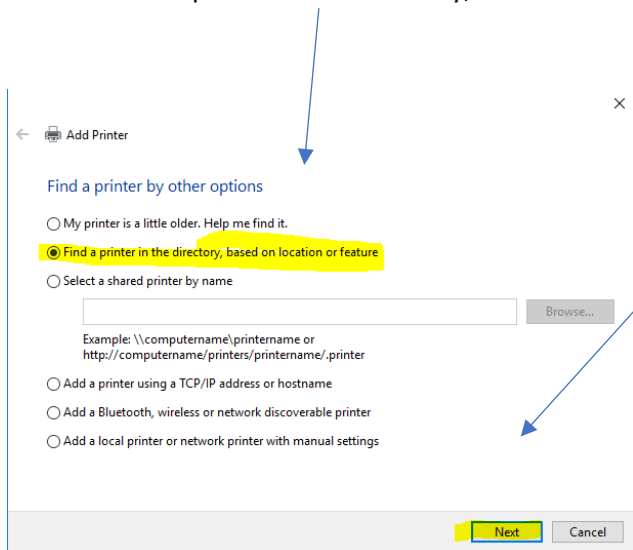 Add Printer
Find a printer by other options
My printer is a little older. Help me find it.
Find a printer in the directory, based on location or feature
Select a shared printer by name
Browse...
Example: \\computername\printername or
http://computername/printers/printername/.printer
Add a printer using a TCP/IP address or hostname
Add a Bluetooth, wireless or network discoverable printer
Add a local printer or network printer with manual settings
Next Cancel